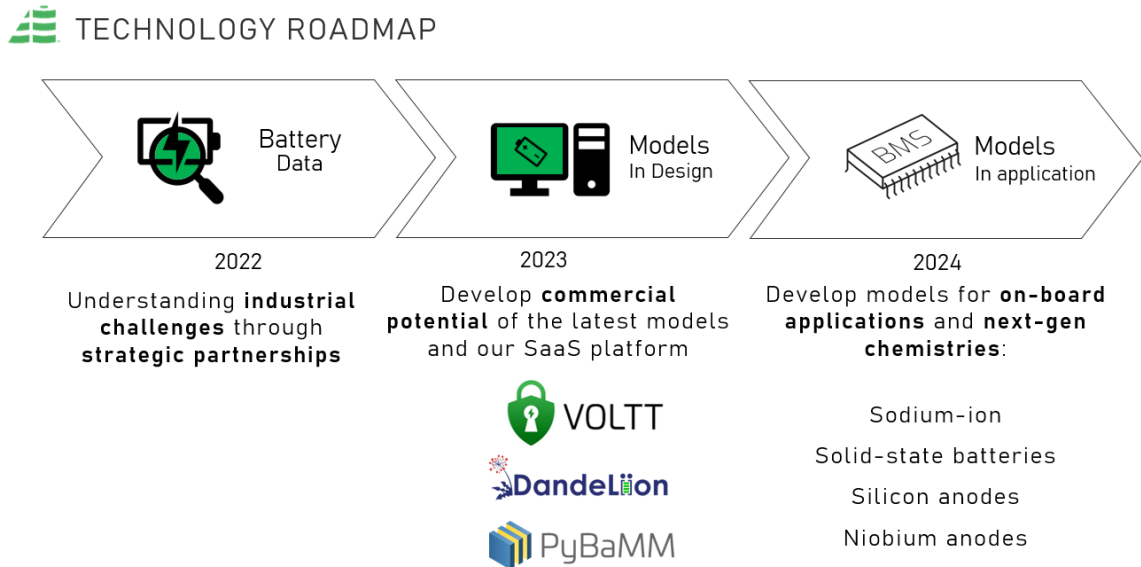 TECHNOLOGY ROADMAP
Battery
Data
Models
In Design
BMS
Models
In application
2022
Understanding industrial
challenges through
strategic partnerships
2023
Develop commercial
potential of the latest models
and our SaaS platform
VOLTT
DandeLiion
PyBaMM
2024
Develop models for on-board
applications and next-gen
chemistries:
Sodium-ion
Solid-state batteries
Silicon anodes
Niobium anodes